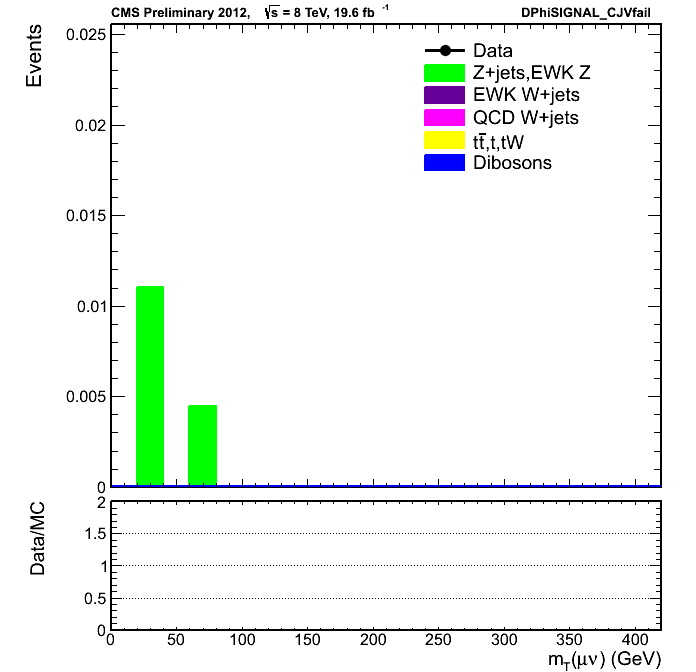 CMS Preliminary 2012, √s = 8 TeV, 19.6 fb⁻¹ DPhiSIGNAL_CJVfail
Events
0.025
0.02
0.015
0.01
0.005
0
Data
Z+jets,EWK Z
EWK W+jets
QCD W+jets
tt̅,t,tW
Dibosons
Data/MC
2
1.5
1
0.5
0
0 50 100 150 200 250 300 350 400
m_T(μν) (GeV)